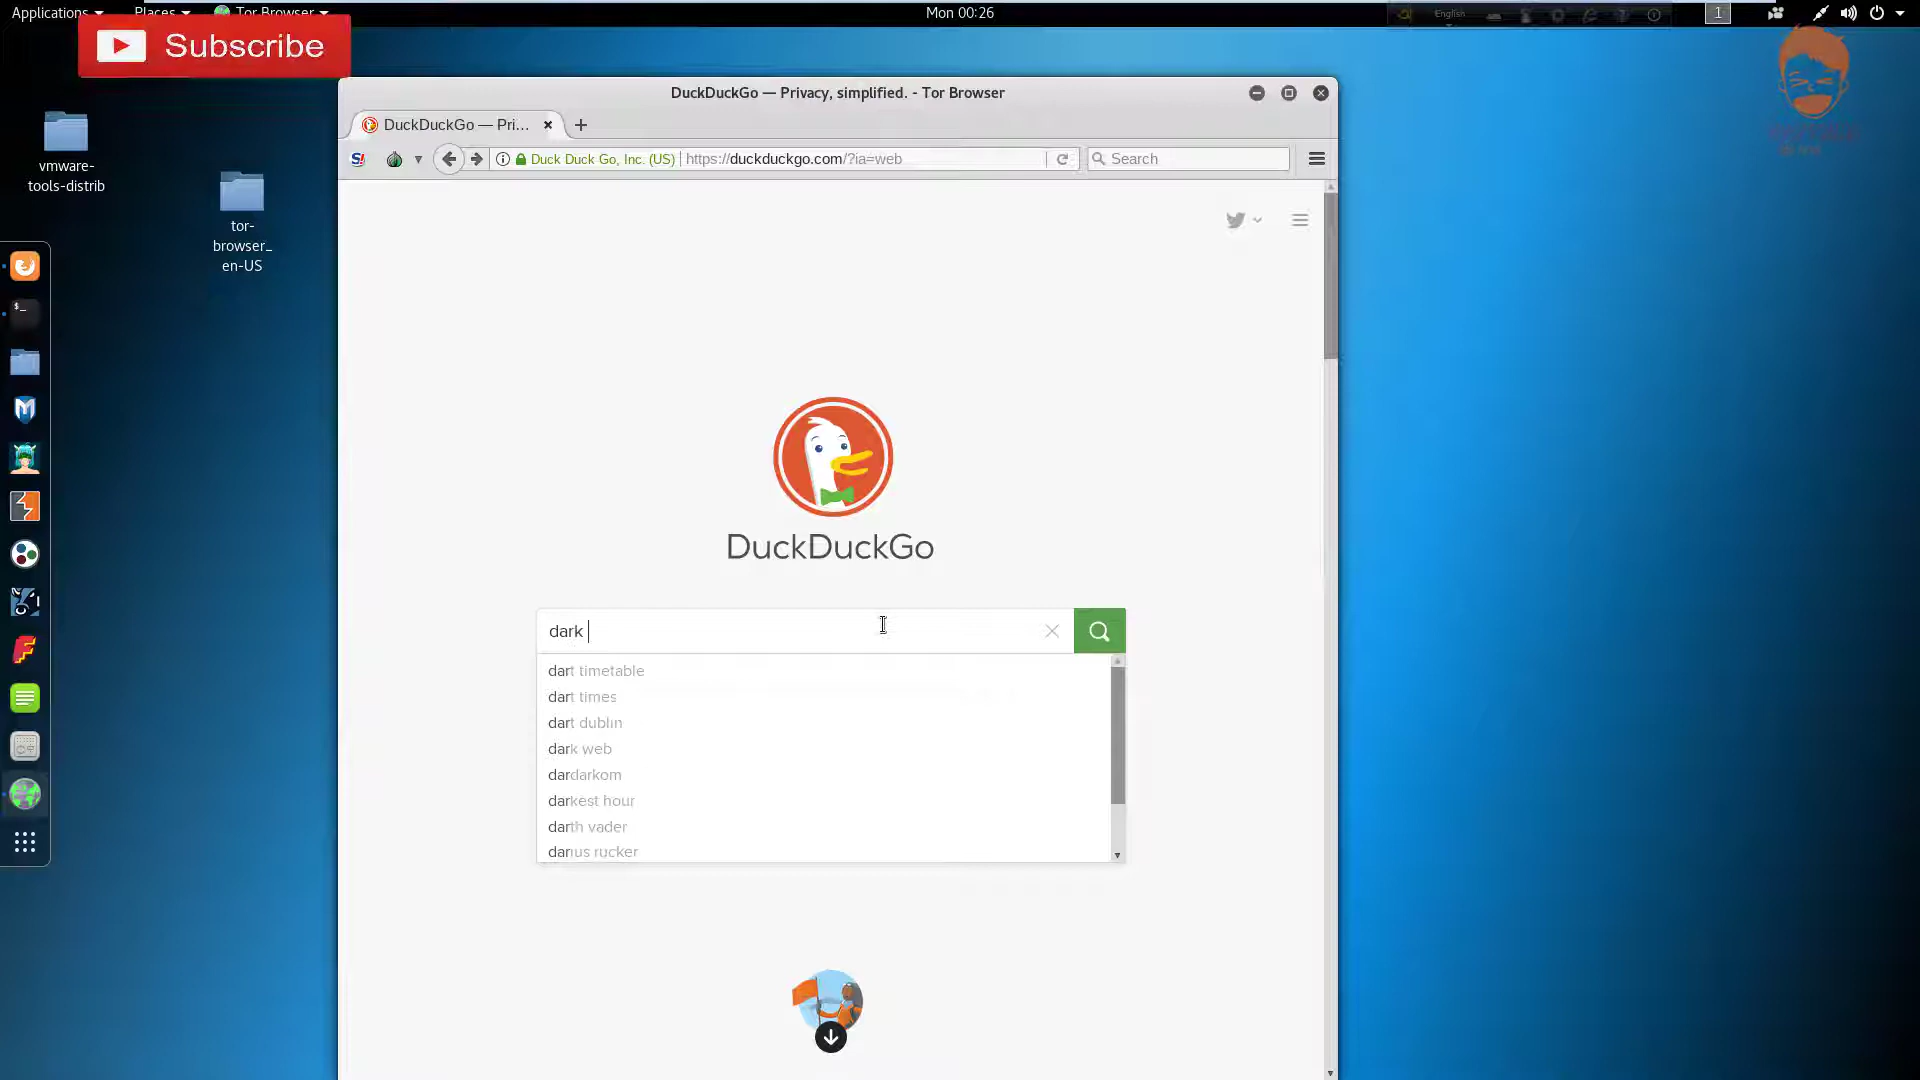 Applications Places Tor Browser Mon 00:26 English 1
Subscribe
DuckDuckGo — Privacy, simplified. - Tor Browser
DuckDuckGo — Pri...
Duck Duck Go, Inc. (US) https://duckduckgo.com/?ia=web Search
vmware-
tools-distrib
tor-
browser_
en-US
DuckDuckGo
dark
dart timetable
dart times
dart dublin
dark web
dardarkom
darkest hour
darth vader
darius rucker